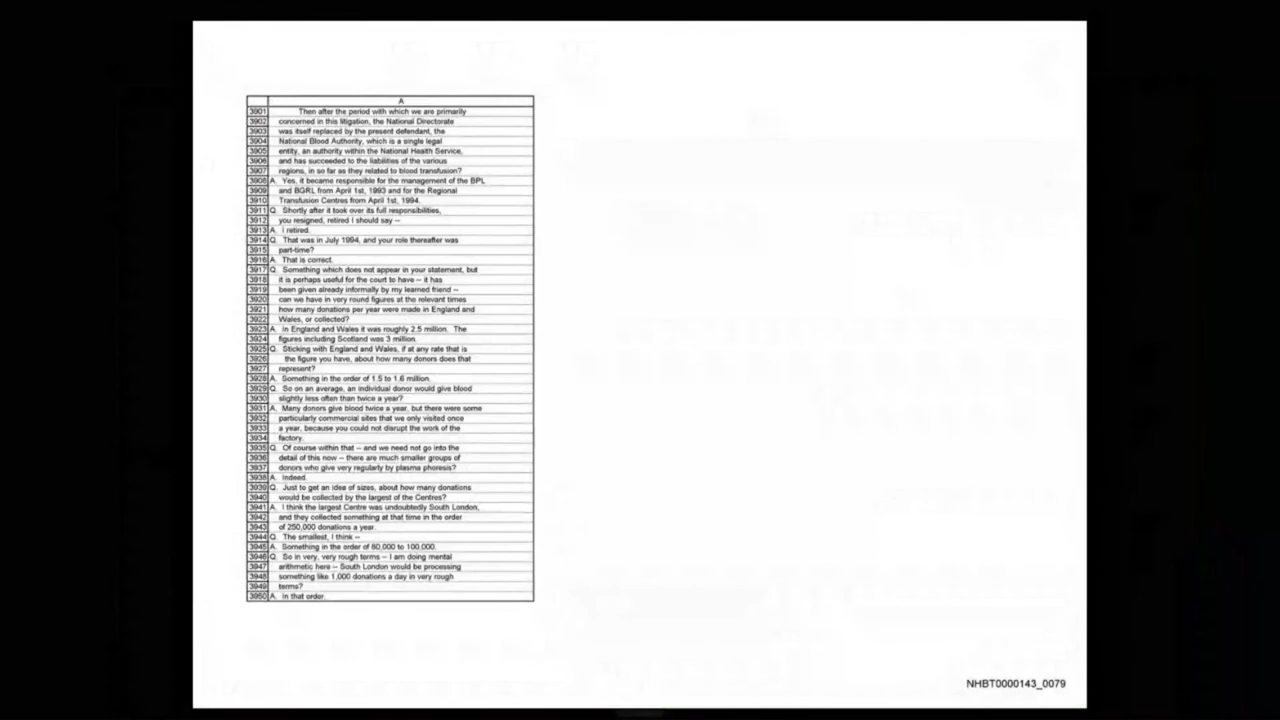 A
3901 Then after the period with which we are primarily
3902 concerned in this litigation, the National Directorate
3903 was itself replaced by the present defendant, the
3904 National Blood Authority, which is a single legal
3905 entity, an authority within the National Health Service,
3906 and has succeeded to the liabilities of the various
3907 regions, in so far as they related to blood transfusion?
3908 A. Yes, it became responsible for the management of the BPL
3909 and BGRL from April 1st, 1993 and for the Regional
3910 Transfusion Centres from April 1st, 1994.
3911 Q. Shortly after it took over its full responsibilities,
3912 you resigned, retired I should say --
3913 A. I retired.
3914 Q. That was in July 1994, and your role thereafter was
3915 part-time?
3916 A. That is correct.
3917 Q. Something which does not appear in your statement, but
3918 it is perhaps useful for the court to have -- it has
3919 been given already informally by my learned friend --
3920 can we have in very round figures at the relevant times
3921 how many donations per year were made in England and
3922 Wales, or collected?
3923 A. In England and Wales it was roughly 2.5 million. The
3924 figures including Scotland was 3 million.
3925 Q. Sticking with England and Wales, if at any rate that is
3926 the figure you have, about how many donors does that
3927 represent?
3928 A. Something in the order of 1.5 to 1.6 million.
3929 Q. So on an average, an individual donor would give blood
3930 slightly less often than twice a year?
3931 A. Many donors give blood twice a year, but there were some
3932 particularly commercial sites that we only visited once
3933 a year, because you could not disrupt the work of the
3934 factory.
3935 Q. Of course within that -- and we need not go into the
3936 detail of this now -- there are much smaller groups of
3937 donors who give very regularly by plasma phoresis?
3938 A. Indeed.
3939 Q. Just to get an idea of sizes, about how many donations
3940 would be collected by the largest of the Centres?
3941 A. I think the largest Centre was undoubtedly South London,
3942 and they collected something at that time in the order
3943 of 250,000 donations a year.
3944 Q. The smallest, I think --
3945 A. Something in the order of 80,000 to 100,000.
3946 Q. So in very, very rough terms -- I am doing mental
3947 arithmetic here -- South London would be processing
3948 something like 1,000 donations a day in very rough
3949 terms?
3950 A. In that order.
NHBT0000143_0079